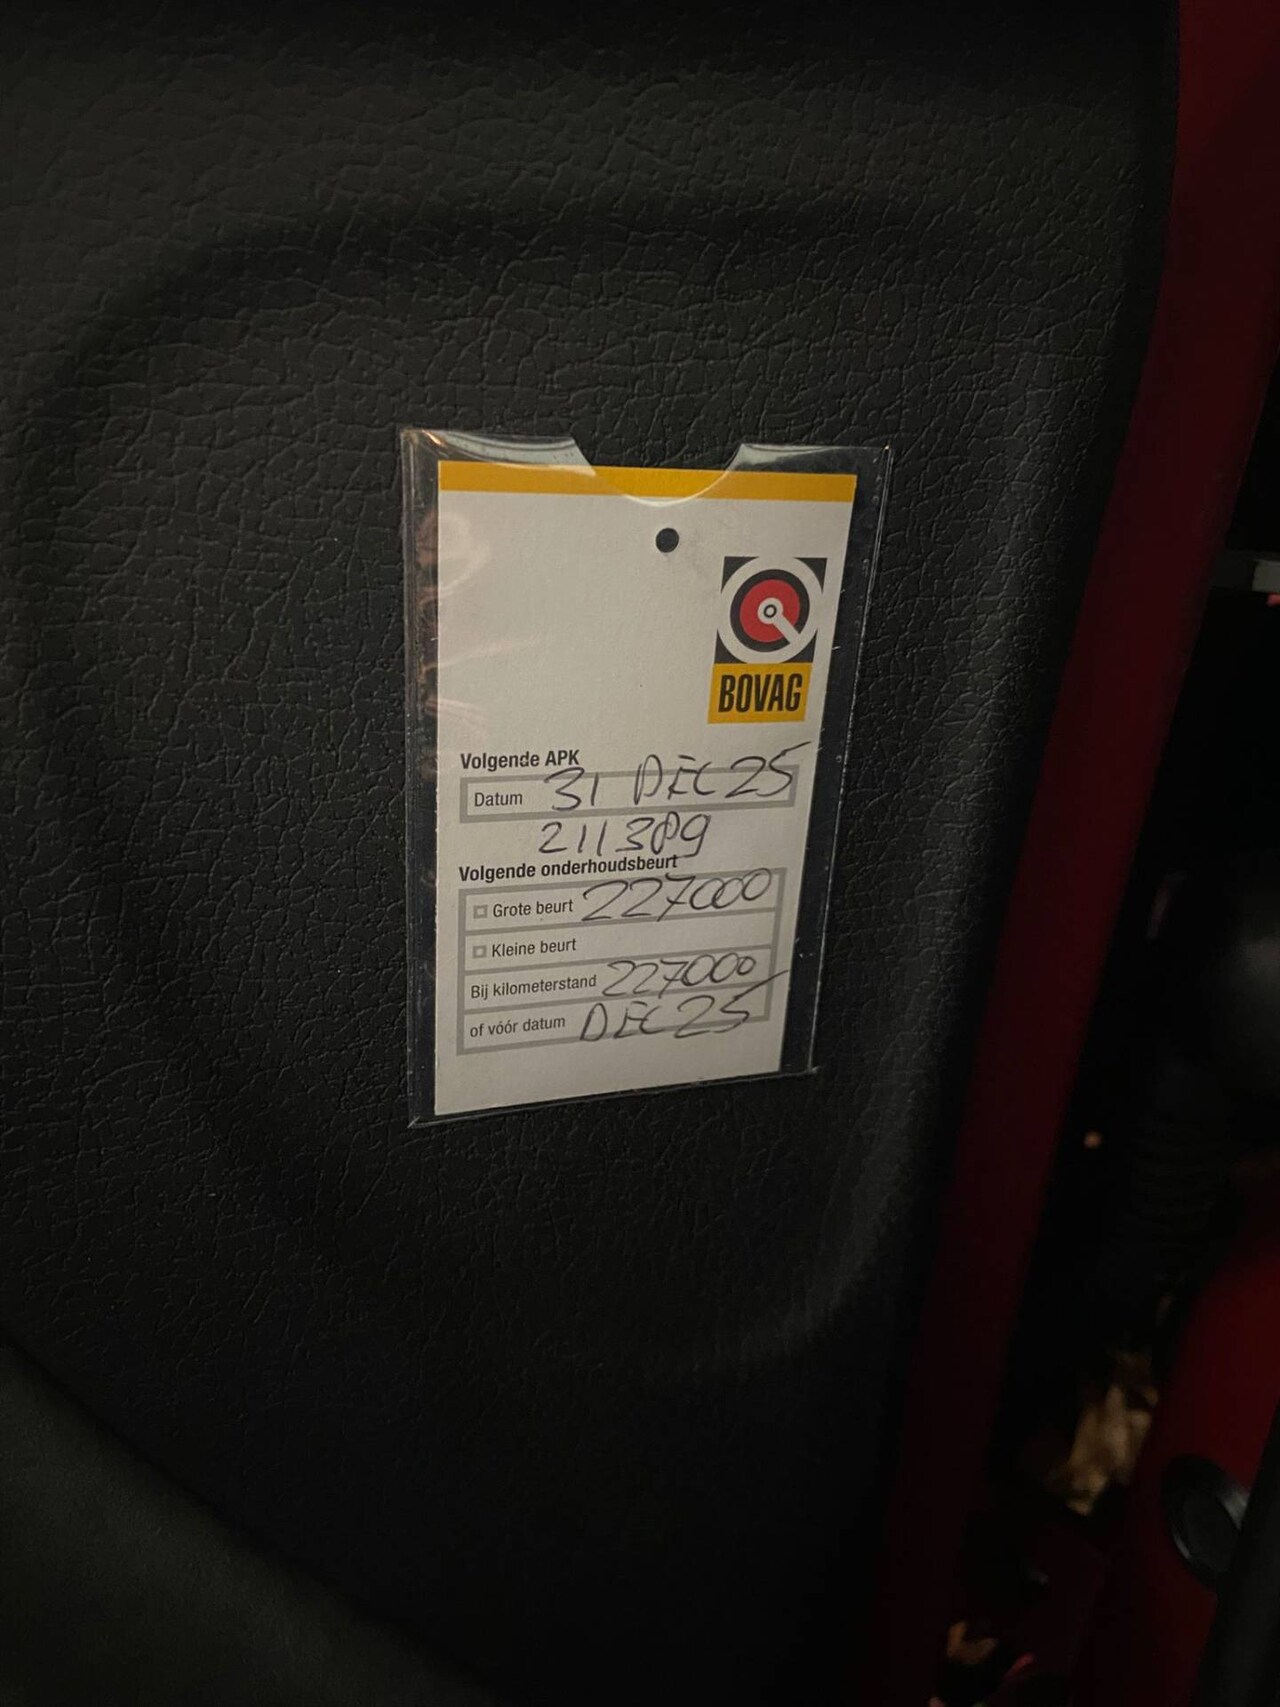 BOVAG
Volgende APK
Datum 31 DEC 25
211389
Volgende onderhoudsbeurt
Grote beurt 227000
Kleine beurt
Bij kilometerstand 227000
of vóór datum DEC 25